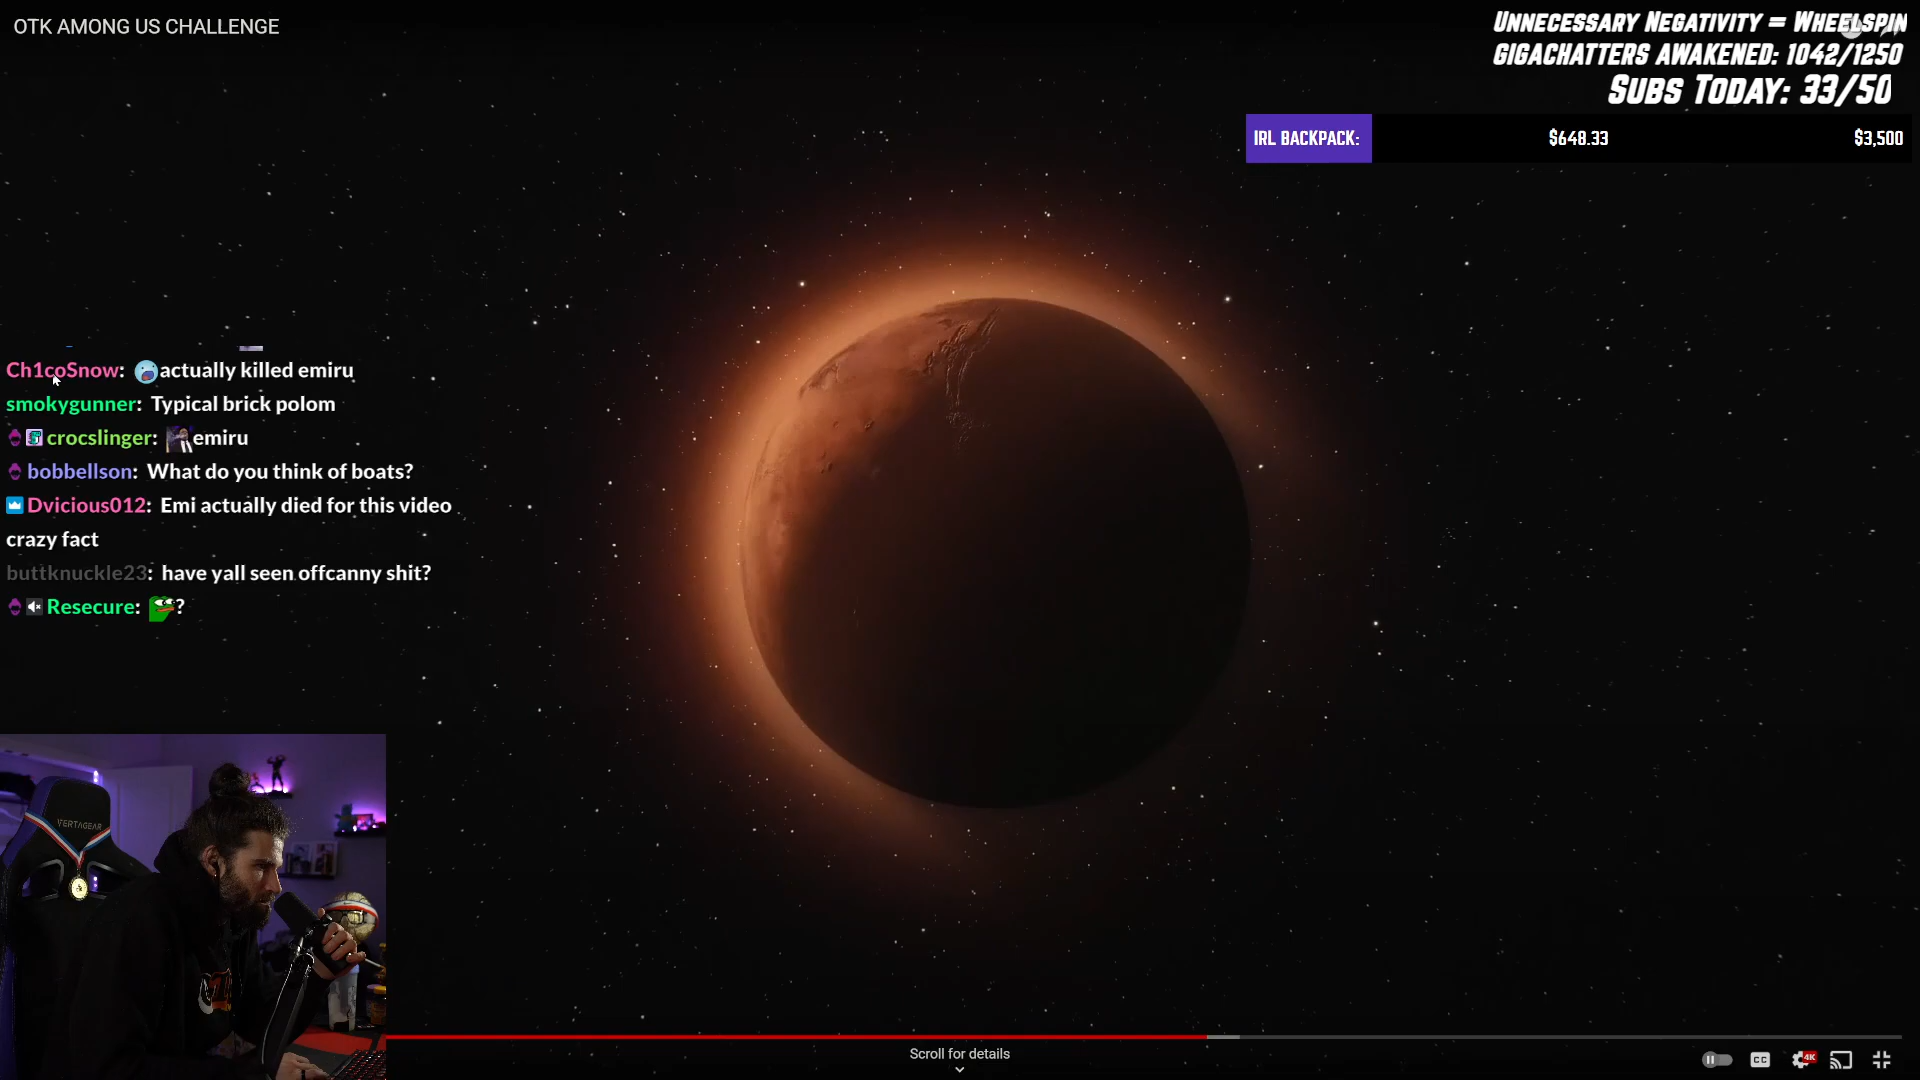 OTK AMONG US CHALLENGE
UNNECESSARY NEGATIVITY = WHEELSPIN
GIGACHATTERS AWAKENED: 1042/1250
SUBS TODAY: 33/50
IRL BACKPACK: $648.33 $3,500
Ch1coSnow: actually killed emiru
smokygunner: Typical brick polom
crocslinger: emiru
bobbellson: What do you think of boats?
Dvicious012: Emi actually died for this video
crazy fact
buttknuckle23: have yall seen offcanny shit?
Resecure: ?
VERTAGEAR
Scroll for details
CC 4K